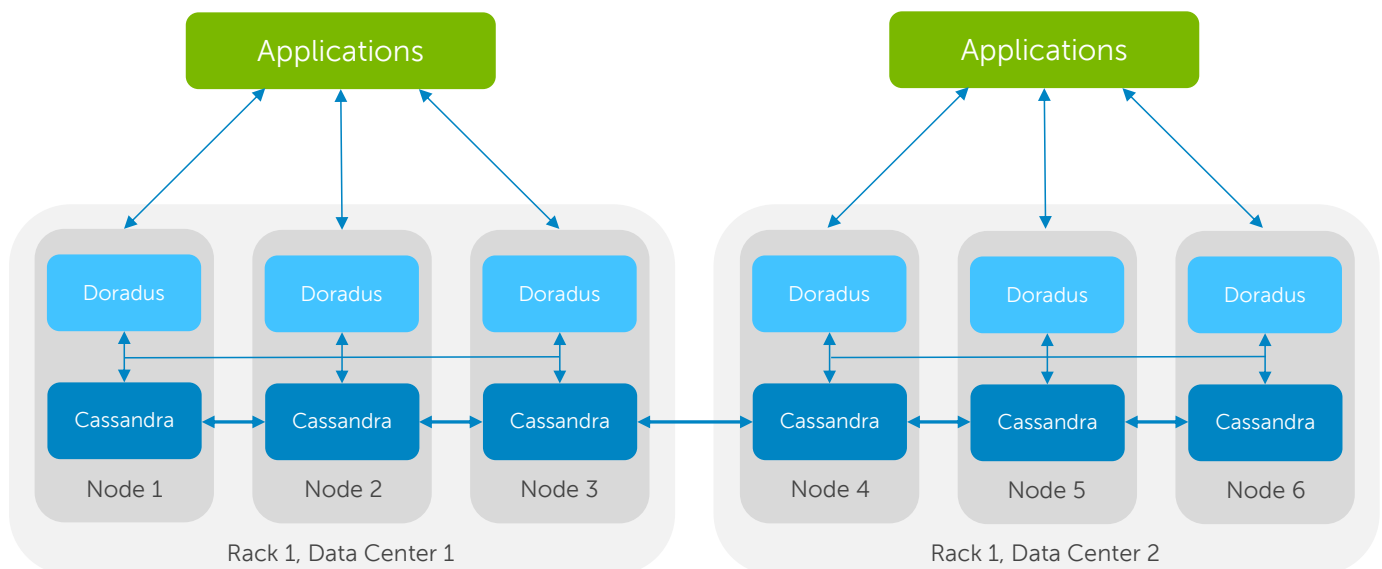 Applications
Applications
Doradus
Doradus
Doradus
Doradus
Doradus
Doradus
Cassandra
Cassandra
Cassandra
Cassandra
Cassandra
Cassandra
Node 1
Node 2
Node 3
Node 4
Node 5
Node 6
Rack 1, Data Center 1
Rack 1, Data Center 2